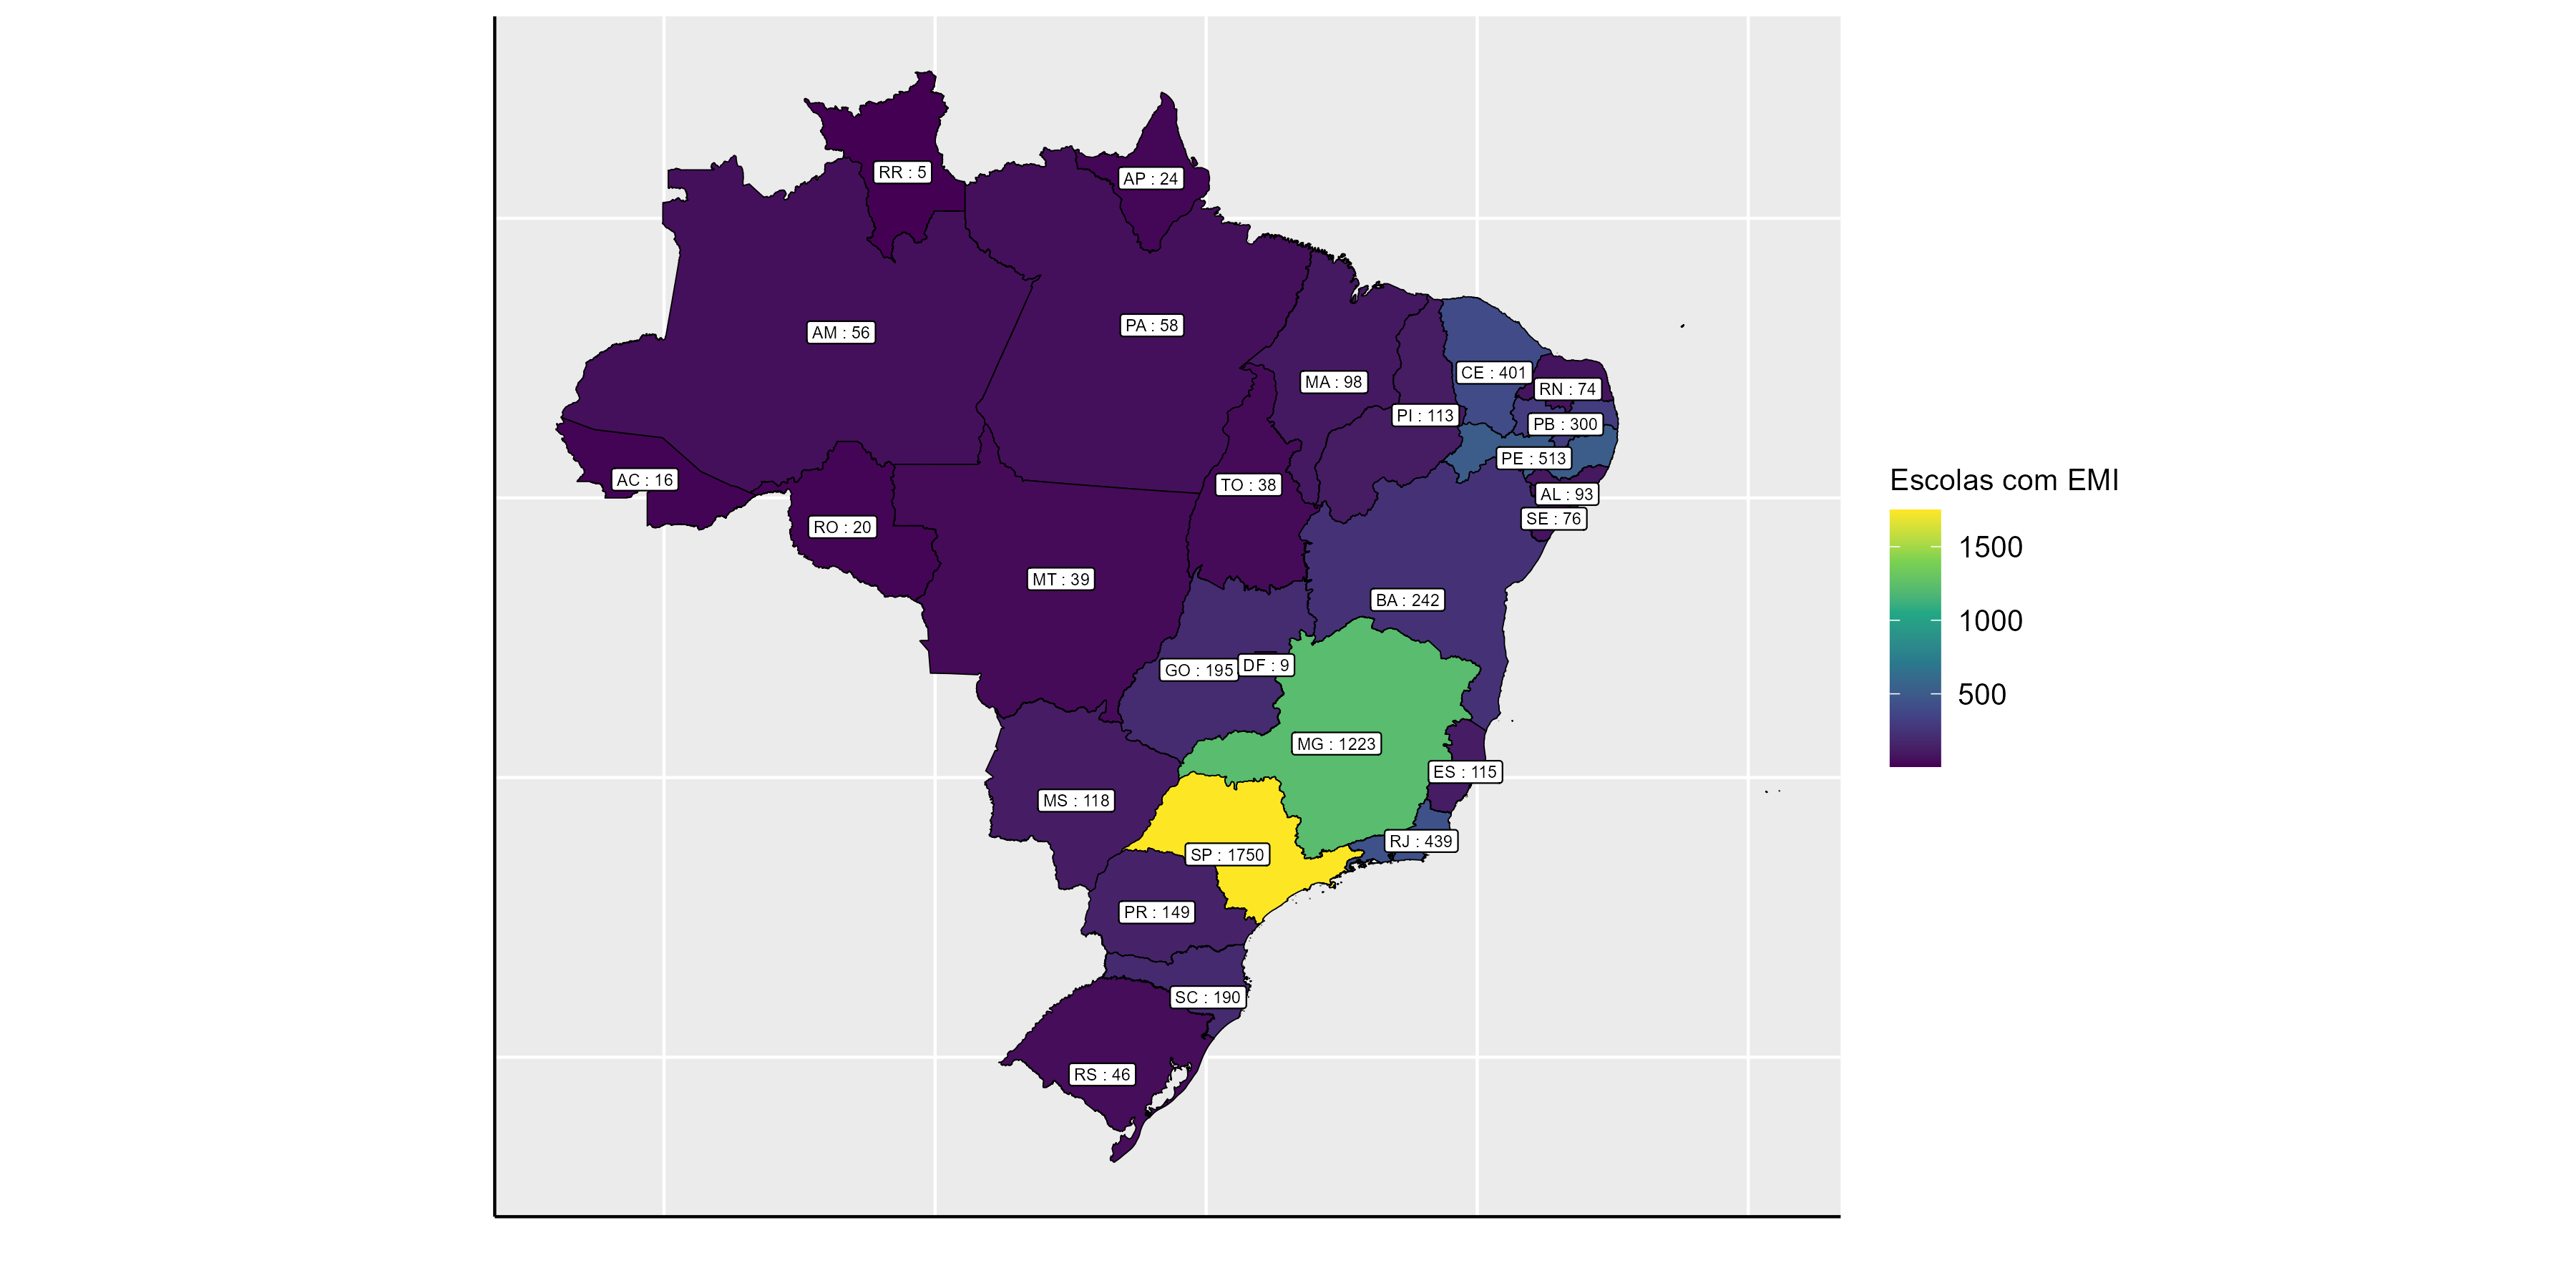 RR : 5
AP : 24
AM : 56
PA : 58
MA : 98
CE : 401
RN : 74
PI : 113
PB : 300
PE : 513
AC : 16
TO : 38
AL : 93
SE : 76
RO : 20
MT : 39
BA : 242
GO : 195
DF : 9
MG : 1223
ES : 115
MS : 118
RJ : 439
SP : 1750
PR : 149
SC : 190
RS : 46
Escolas com EMI
1500
1000
500